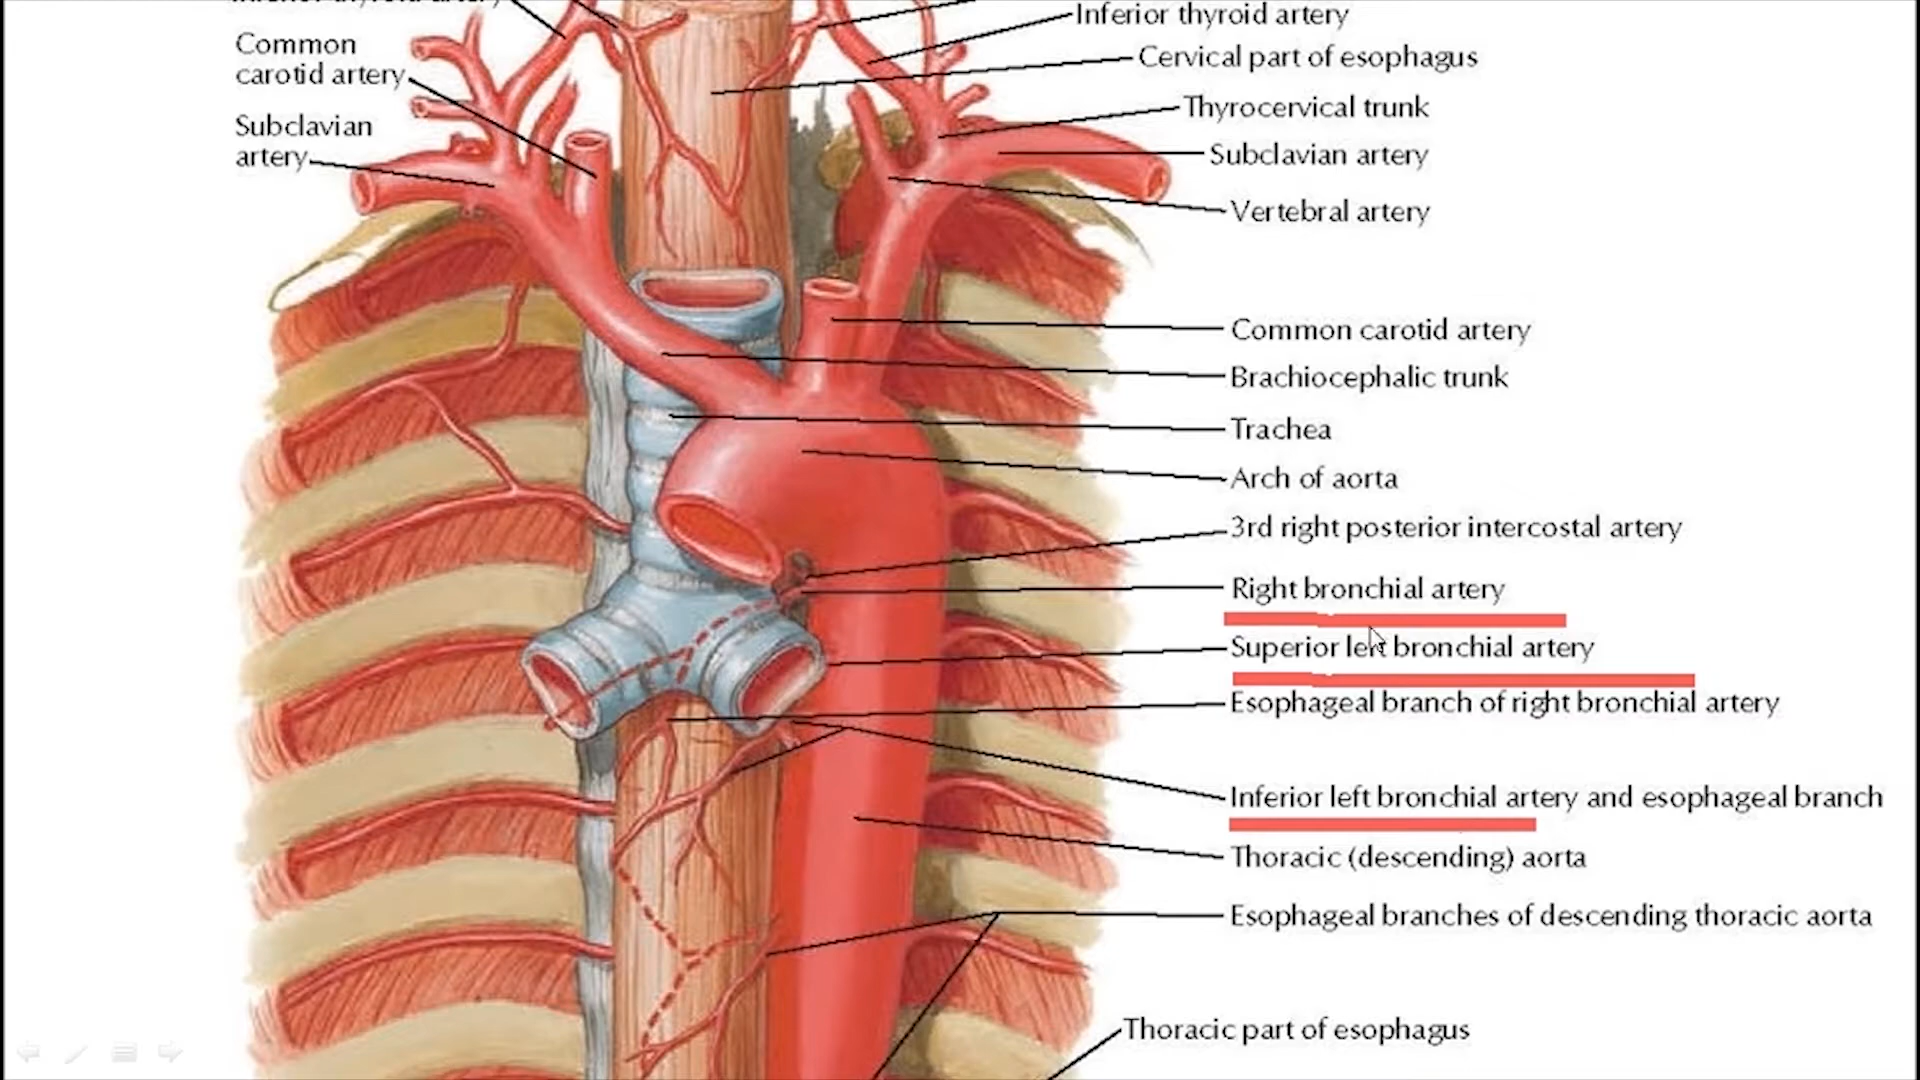 Inferior thyroid artery
Common
carotid artery
Subclavian
artery
Inferior thyroid artery
Cervical part of esophagus
Thyrocervical trunk
Subclavian artery
Vertebral artery
Common carotid artery
Brachiocephalic trunk
Trachea
Arch of aorta
3rd right posterior intercostal artery
Right bronchial artery
Superior left bronchial artery
Esophageal branch of right bronchial artery
Inferior left bronchial artery and esophageal branch
Thoracic (descending) aorta
Esophageal branches of descending thoracic aorta
Thoracic part of esophagus